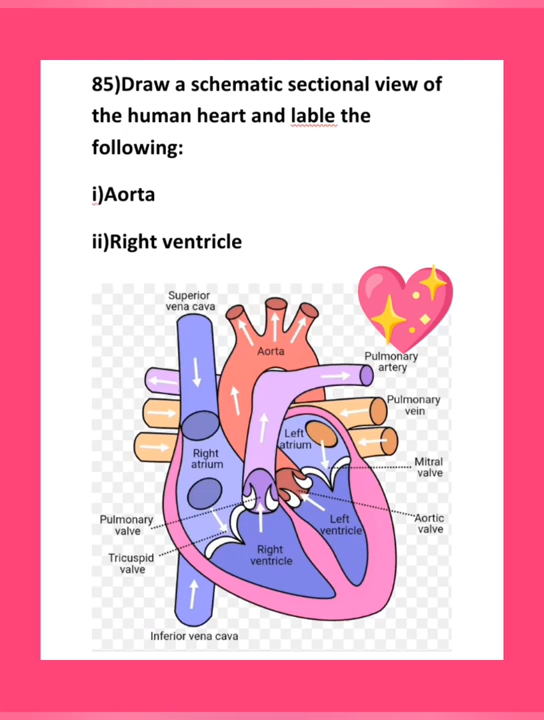 85)Draw a schematic sectional view of
the human heart and lable the
following:
i)Aorta
ii)Right ventricle
Superior
vena cava
Aorta
Pulmonary
artery
Pulmonary
vein
Left
atrium
Right
atrium
Mitral
valve
Pulmonary
valve
Left
ventricle
Aortic
valve
Tricuspid
valve
Right
ventricle
Inferior vena cava